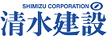 SHIMIZU CORPORATION
清水建設